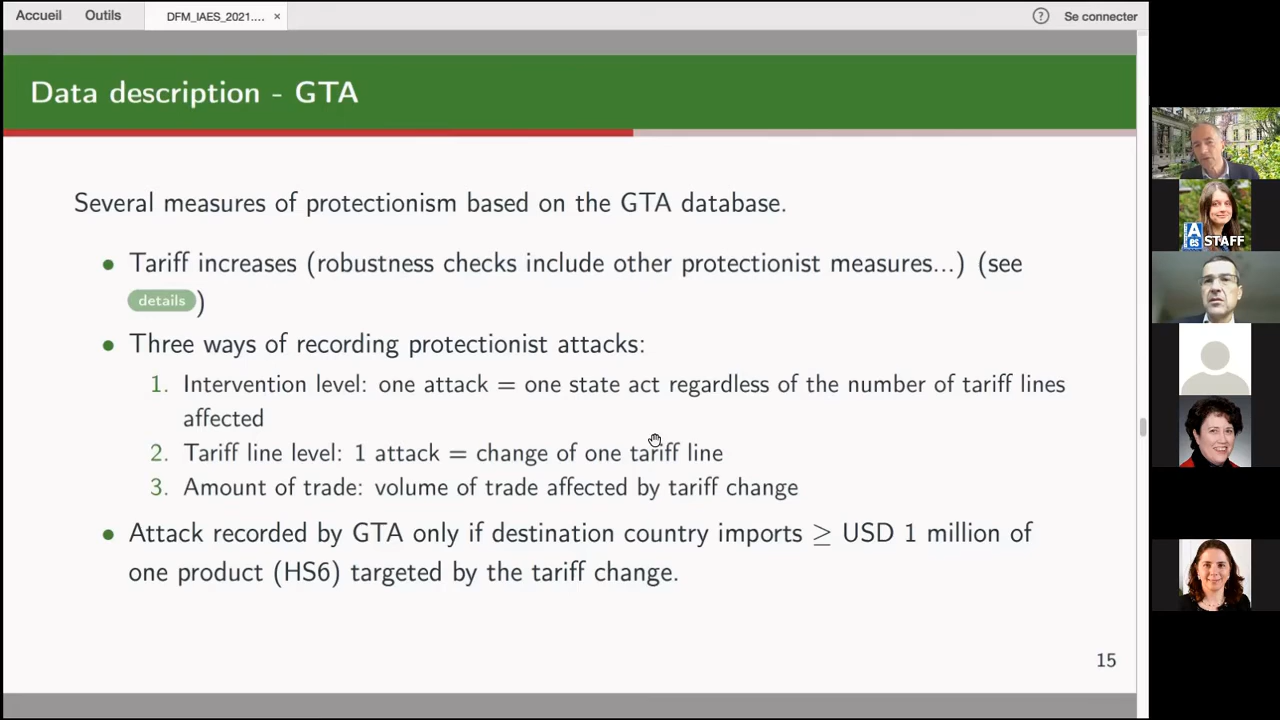 Accueil Outils DFM_IAES_2021.... × ? Se connecter
Data description - GTA
Several measures of protectionism based on the GTA database.
• Tariff increases (robustness checks include other protectionist measures...) (see
details )
• Three ways of recording protectionist attacks:
1. Intervention level: one attack = one state act regardless of the number of tariff lines
affected
2. Tariff line level: 1 attack = change of one tariff line
3. Amount of trade: volume of trade affected by tariff change
• Attack recorded by GTA only if destination country imports ≥ USD 1 million of
one product (HS6) targeted by the tariff change.
15
A
es STAFF